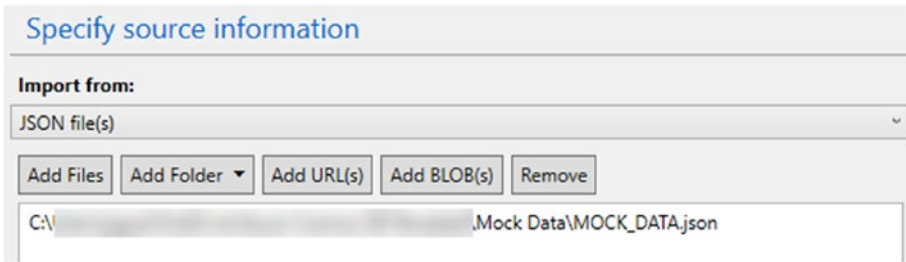 Specify source information
Import from:
JSON file(s)
Add Files Add Folder Add URL(s) Add BLOB(s) Remove
C:\ \Mock Data\MOCK_DATA.json